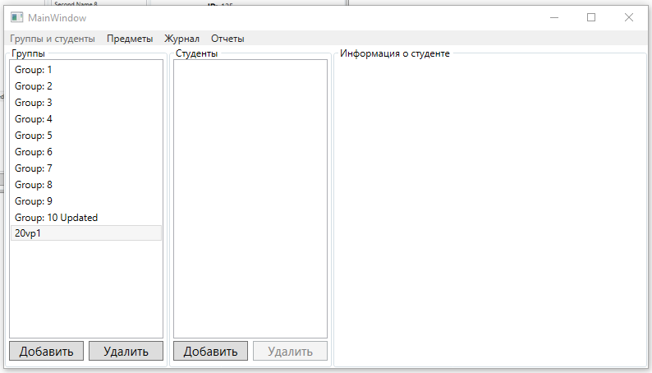 Second Name 8
MainWindow
Группы и студенты Предметы Журнал Отчеты
Группы Студенты Информация о студенте
Group: 1
Group: 2
Group: 3
Group: 4
Group: 5
Group: 6
Group: 7
Group: 8
Group: 9
Group: 10 Updated
20vp1
Добавить Удалить Добавить Удалить